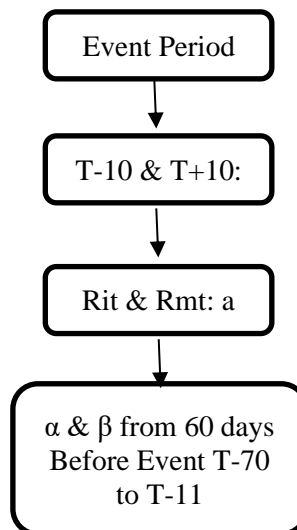 Event Period
T-10 & T+10:
Rit & Rmt: a
α & β from 60 days
Before Event T-70
to T-11